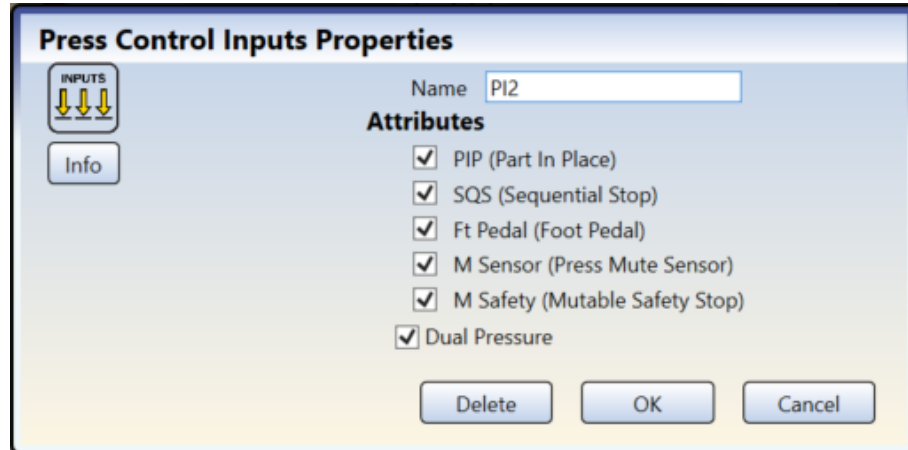 Press Control Inputs Properties
INPUTS
Name PI2
Attributes
Info
PIP (Part In Place)
SQS (Sequential Stop)
Ft Pedal (Foot Pedal)
M Sensor (Press Mute Sensor)
M Safety (Mutable Safety Stop)
Dual Pressure
Delete OK Cancel